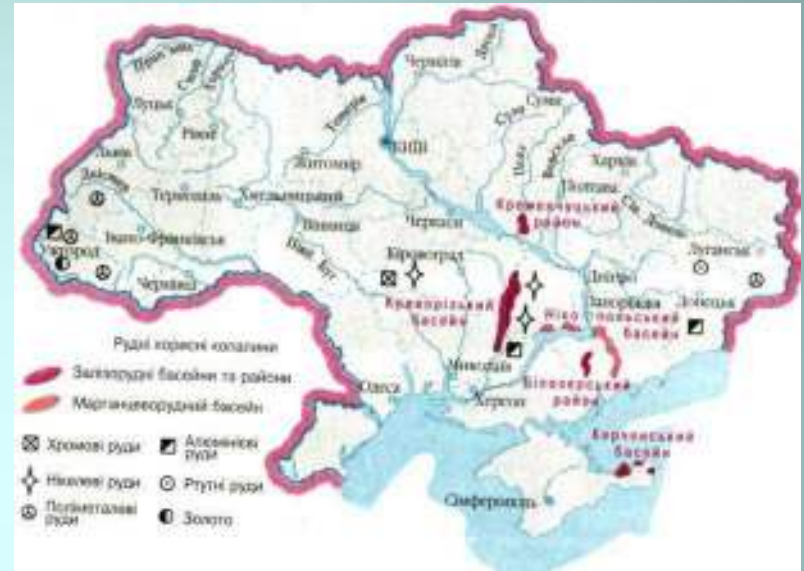 Чернігів
Луцьк
Рівне
Суми
КИЇВ
Львів
Житомир
Харків
Полтава
Тернопіль
Хмельницький
Кременчуцький
район
Черкаси
Вінниця
Івано-Франківськ
Луганськ
Ужгород
Кіровоград
Чернівці
Дніпро
Запоріжжя
Донецьк
Криворізький
басейн
Ніко польський
басейн
Рудні корисні копалини
Залізорудні басейни та райони
Миколаїв
Марганцеворудний басейн
Одеса
Херсон
Білозерський
район
Хромові руди
Алюмінієві
руди
Керченський
басейн
Нікелеві руди
Ртутні руди
Поліметалеві
руди
Золото
Сімферополь